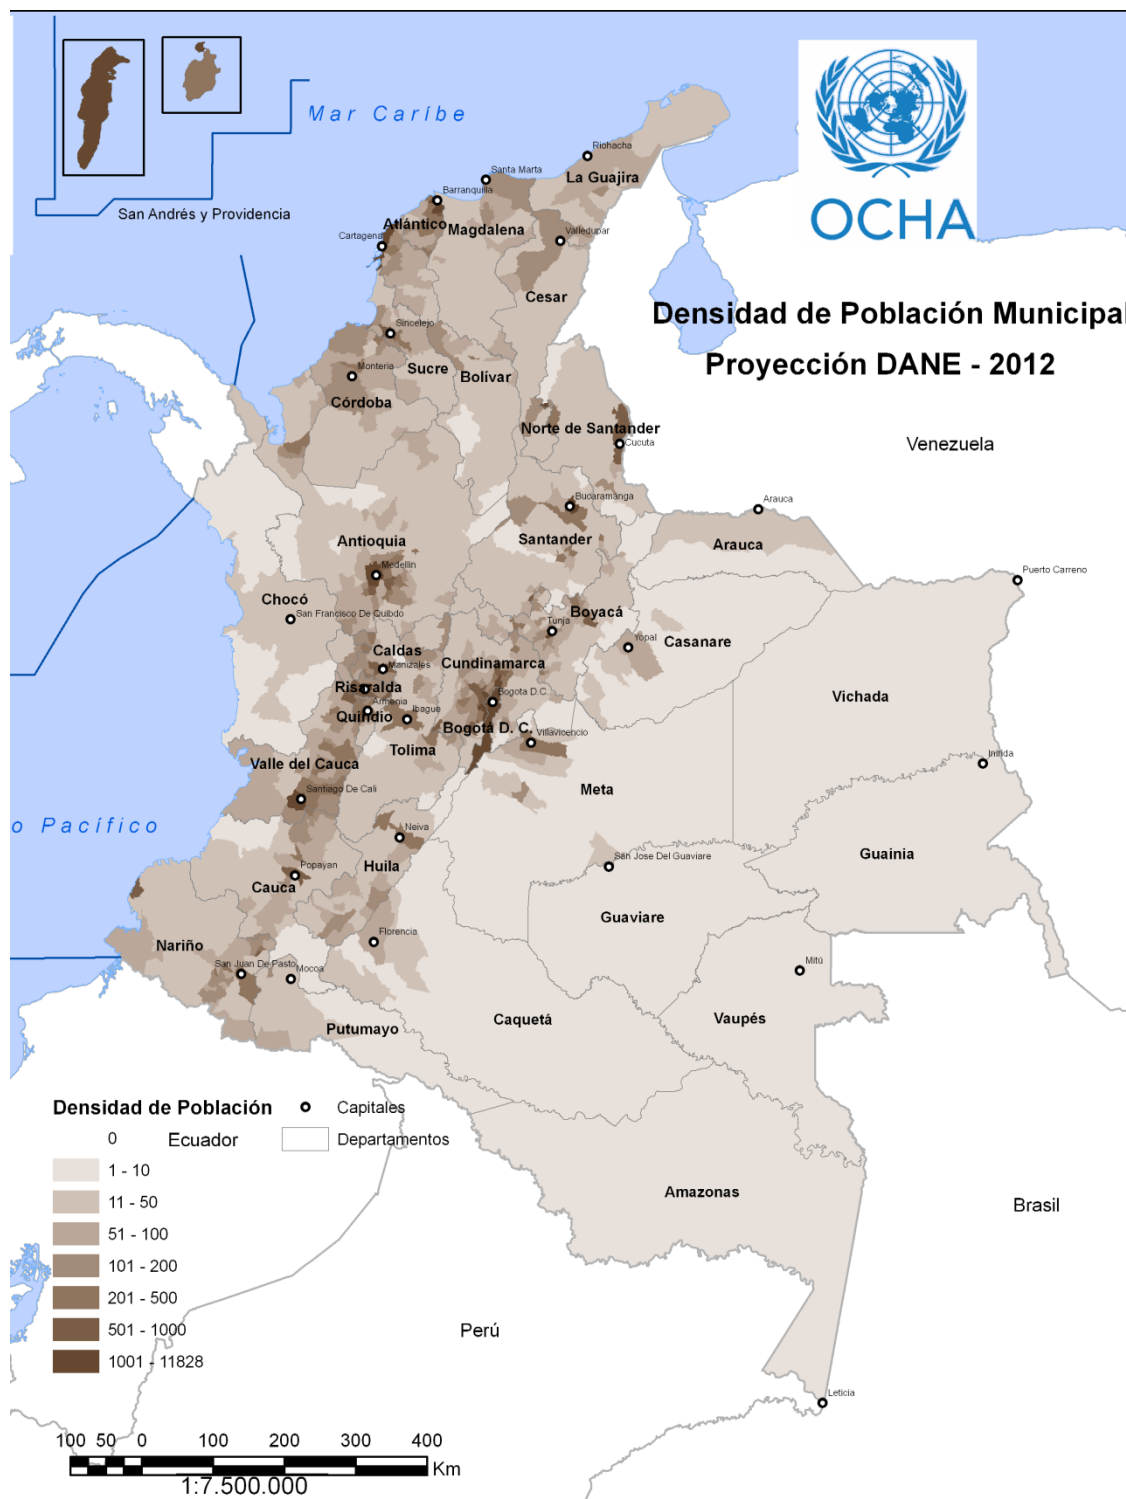 Mar Caríbe
San Andrés y Providencia
OCHA
Densidad de Población Municipal
Proyección DANE - 2012
Riohacha
Santa Marta
La Guajira
Barranquilla
Atlántico
Magdalena
Cartagena
Valledupar
Cesar
Sincelejo
Sucre
Monteria
Bolívar
Córdoba
Norte de Santander
Cucuta
Venezuela
Bucaramanga
Arauca
Santander
Arauca
Antioquia
Medellin
Puerto Carreno
Chocó
San Francisco De Quibdo
Boyacá
Tunja
Yopal
Casanare
Caldas
Cundinamarca
Manizales
Risaralda
Bogota D.C.
Vichada
Armenia
Quindio
Ibague
Bogotá D. C.
Villavicencio
Tolima
Valle del Cauca
Inirida
Santiago De Cali
Meta
o Pacífico
Neiva
Guainia
Popayan
Huila
San Jose Del Guaviare
Cauca
Guaviare
Nariño
Florencia
San Juan De Pasto
Mocoa
Mitú
Putumayo
Caquetá
Vaupés
Densidad de Población
Capitales
0
Ecuador
Departamentos
1 - 10
11 - 50
51 - 100
101 - 200
201 - 500
501 - 1000
1001 - 11828
Amazonas
Brasil
Perú
Leticia
100 50 0 100 200 300 400
Km
1:7.500.000